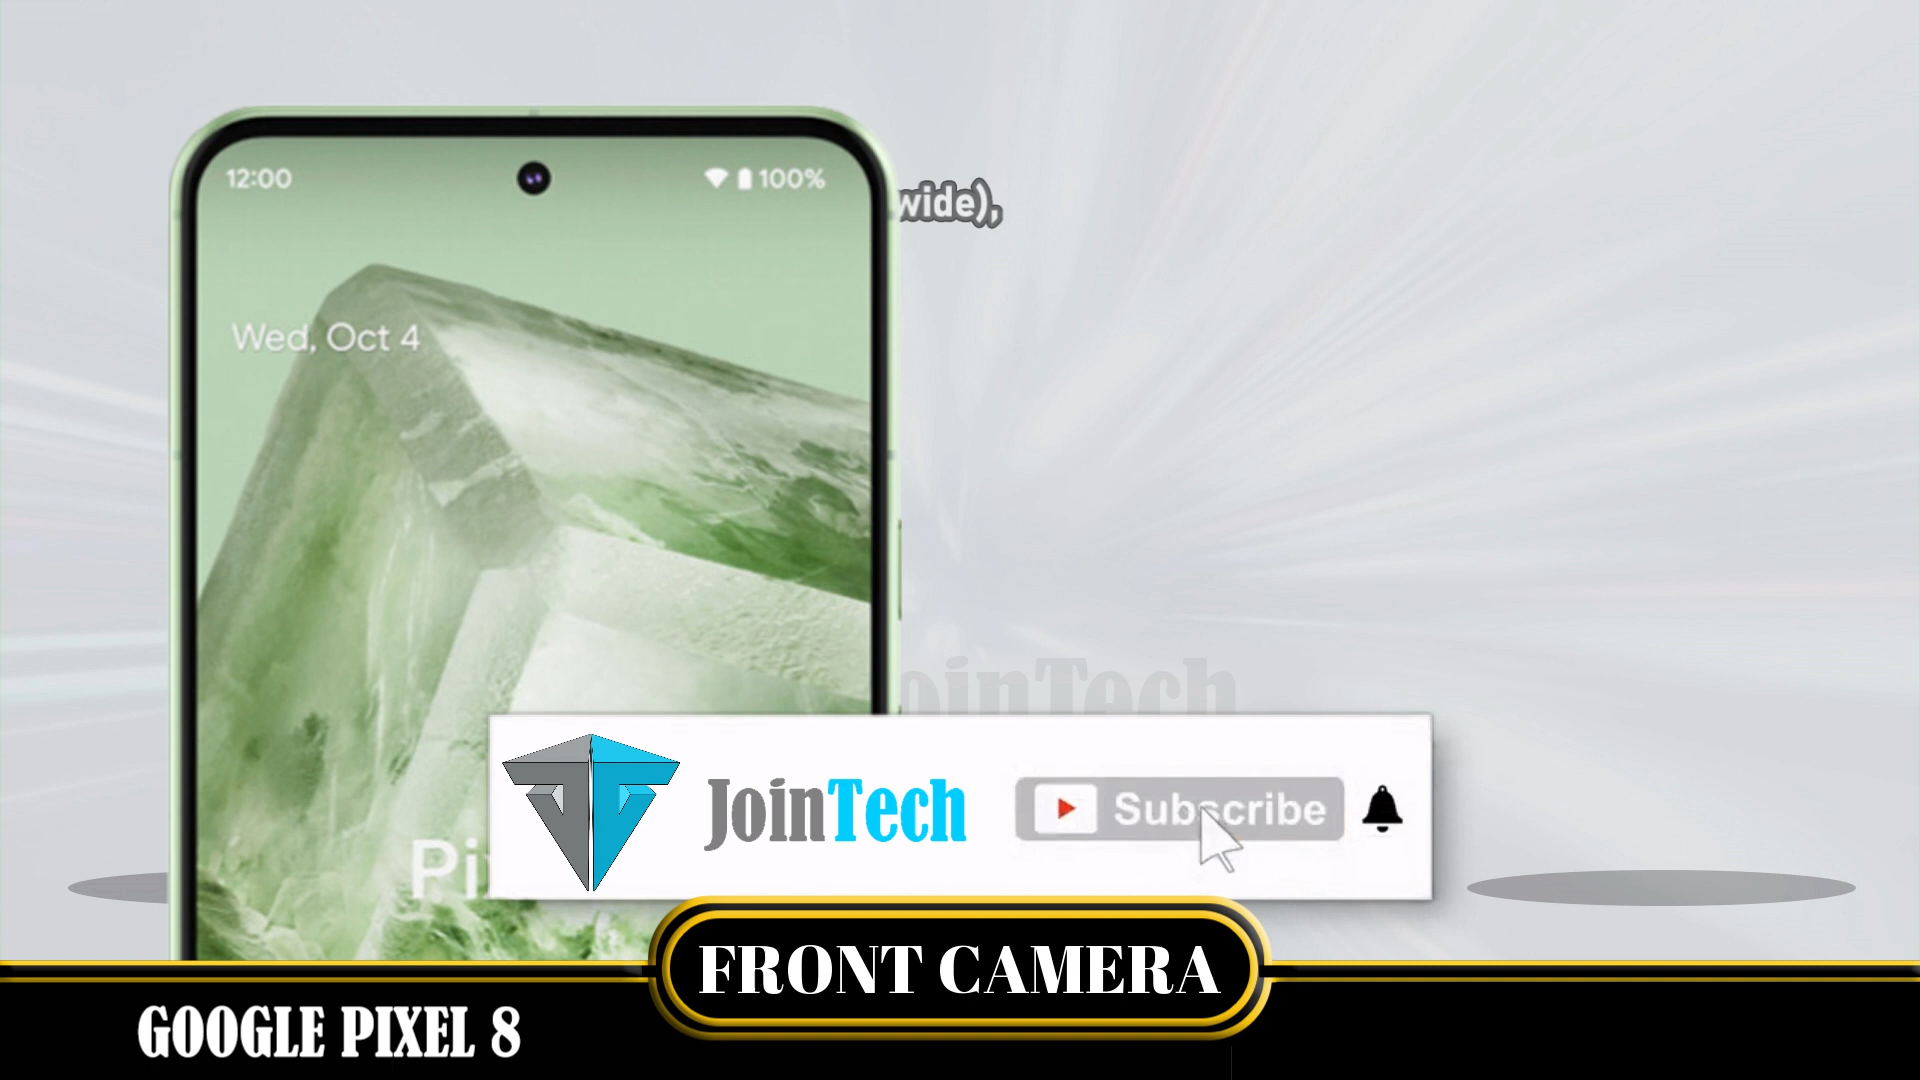 12:00
100%
wide),
Wed, Oct 4
JoinTech
Subscribe
FRONT CAMERA
GOOGLE PIXEL 8